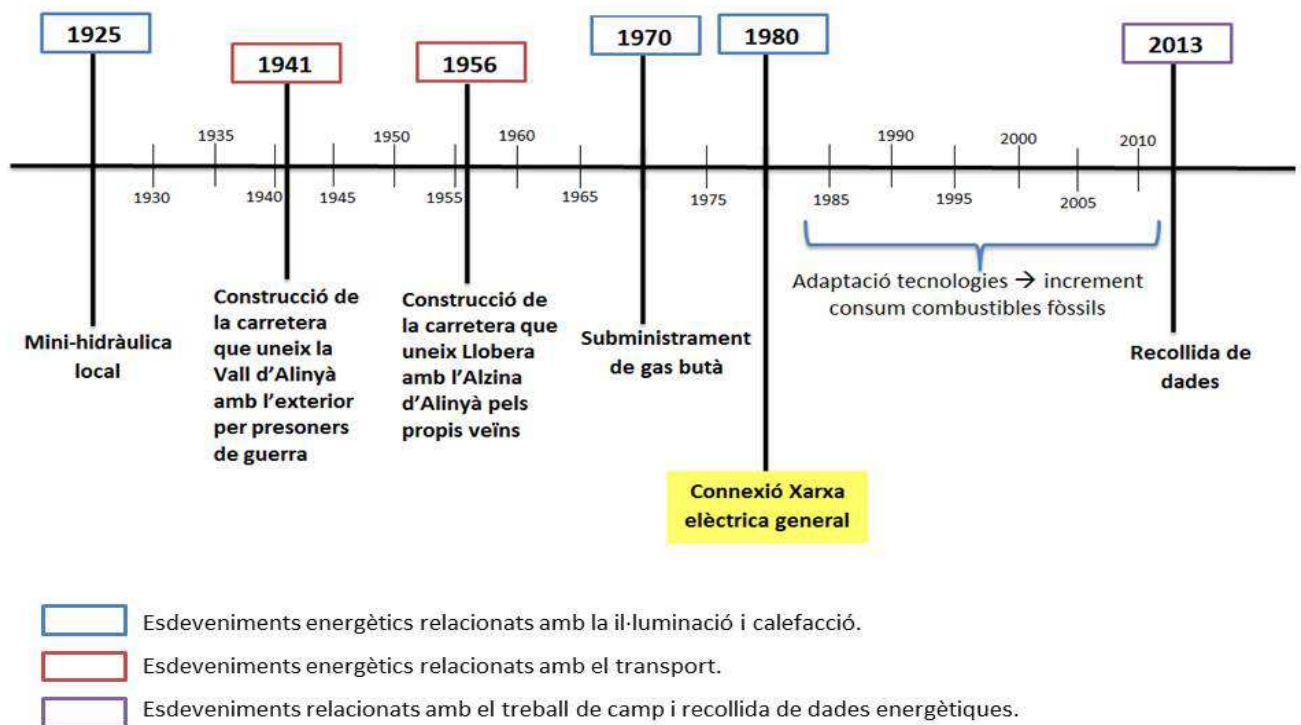 1925
1941
1956
1970
1980
2013
1935
1950
1960
1990
2000
2010
1930
1940
1945
1955
1965
1975
1985
1995
2005
Mini-hidràulica
local
Construcció de
la carretera
que uneix la
Vall d'Alinyà
amb l'exterior
per presoners
de guerra
Construcció de
la carretera que
uneix Llobera
amb l'Alzina
d'Alinyà pels
propis veïns
Subministrament
de gas butà
Connexió Xarxa
elèctrica general
Adaptació tecnologies → increment
consum combustibles fòssils
Recollida de
dades
Esdeveniments energètics relacionats amb la il·luminació i calefacció.
Esdeveniments energètics relacionats amb el transport.
Esdeveniments relacionats amb el treball de camp i recollida de dades energètiques.